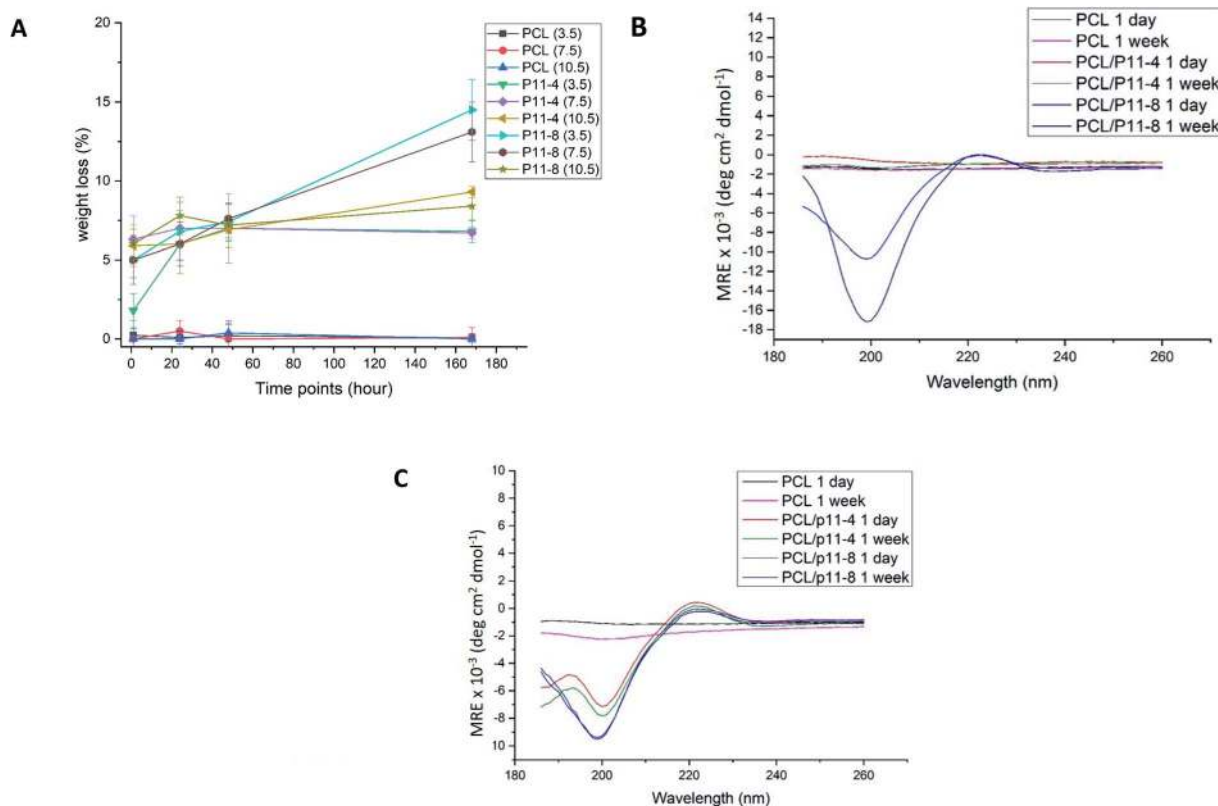 A
weight loss (%)
20
15
10
5
0
0 20 40 60 80 100 120 140 160 180
Time points (hour)
PCL (3.5)
PCL (7.5)
PCL (10.5)
P11-4 (3.5)
P11-4 (7.5)
P11-4 (10.5)
P11-8 (3.5)
P11-8 (7.5)
P11-8 (10.5)
B
MRE x 10-3 (deg cm2 dmol-1)
14
12
10
8
6
4
2
0
-2
-4
-6
-8
-10
-12
-14
-16
-18
180 200 220 240 260
Wavelength (nm)
PCL 1 day
PCL 1 week
PCL/P11-4 1 day
PCL/P11-4 1 week
PCL/P11-8 1 day
PCL/P11-8 1 week
C
MRE x 10-3 (deg cm2 dmol-1)
10
8
6
4
2
0
-2
-4
-6
-8
10
180 200 220 240 260
Wavelength (nm)
PCL 1 day
PCL 1 week
PCL/p11-4 1 day
PCL/p11-4 1 week
PCL/p11-8 1 day
PCL/p11-8 1 week